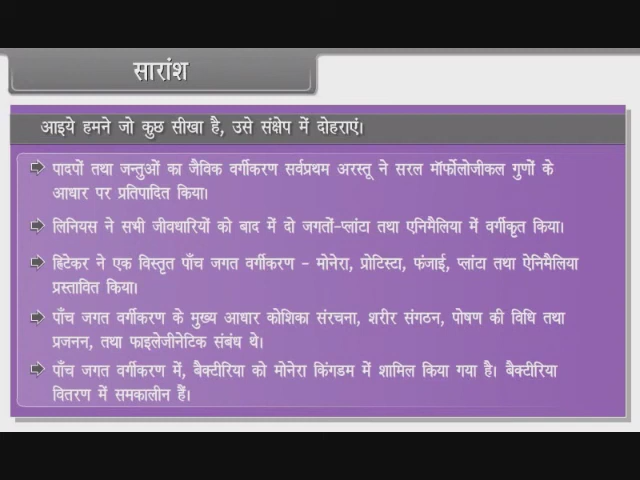 सारांश
आइये हमने जो कुछ सीखा है, उसे संक्षेप में दोहराएं।
पादपों तथा जन्तुओं का जैविक वर्गीकरण सर्वप्रथम अरस्तू ने सरल मॉर्फोलोजीकल गुणों के
आधार पर प्रतिपादित किया।
लिनियस ने सभी जीवधारियों को बाद में दो जगतों-प्लांटा तथा एनिमैलिया में वर्गीकृत किया।
ह्टिेकर ने एक विस्तृत पाँच जगत वर्गीकरण - मोनेरा, प्रोटिस्टा, फंजाई, प्लांटा तथा ऐनिमैलिया
प्रस्तावित किया।
पाँच जगत वर्गीकरण के मुख्य आधार कोशिका संरचना, शरीर संगठन, पोषण की विधि तथा
प्रजनन, तथा फाइलेजीनेटिक संबंध थे।
पाँच जगत वर्गीकरण में, बैक्टीरिया को मोनेरा किंगडम में शामिल किया गया है। बैक्टीरिया
वितरण में समकालीन हैं।